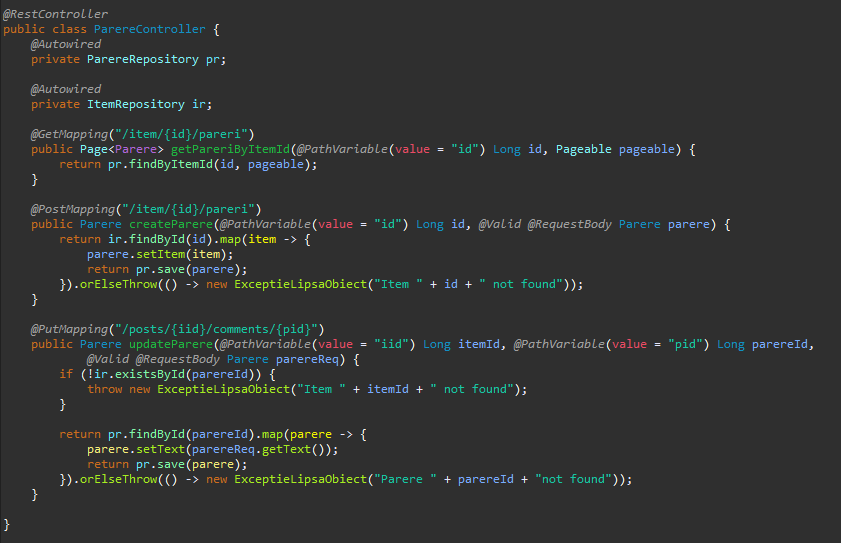 @RestController
public class ParereController {
    @Autowired
    private ParereRepository pr;

    @Autowired
    private ItemRepository ir;

    @GetMapping("/item/{id}/pareri")
    public Page<Parere> getPareriByItemId(@PathVariable(value = "id") Long id, Pageable pageable) {
        return pr.findByItemId(id, pageable);
    }

    @PostMapping("/item/{id}/pareri")
    public Parere createParere(@PathVariable(value = "id") Long id, @Valid @RequestBody Parere parere) {
        return ir.findById(id).map(item -> {
            parere.setItem(item);
            return pr.save(parere);
        }).orElseThrow(() -> new ExceptieLipsaObiect("Item " + id + " not found"));
    }

    @PutMapping("/posts/{iid}/comments/{pid}")
    public Parere updateParere(@PathVariable(value = "iid") Long itemId, @PathVariable(value = "pid") Long parereId,
            @Valid @RequestBody Parere parereReq) {
        if (!ir.existsById(parereId)) {
            throw new ExceptieLipsaObiect("Item " + itemId + " not found");
        }

        return pr.findById(parereId).map(parere -> {
            parere.setText(parereReq.getText());
            return pr.save(parere);
        }).orElseThrow(() -> new ExceptieLipsaObiect("Parere " + parereId + "not found"));
    }

}